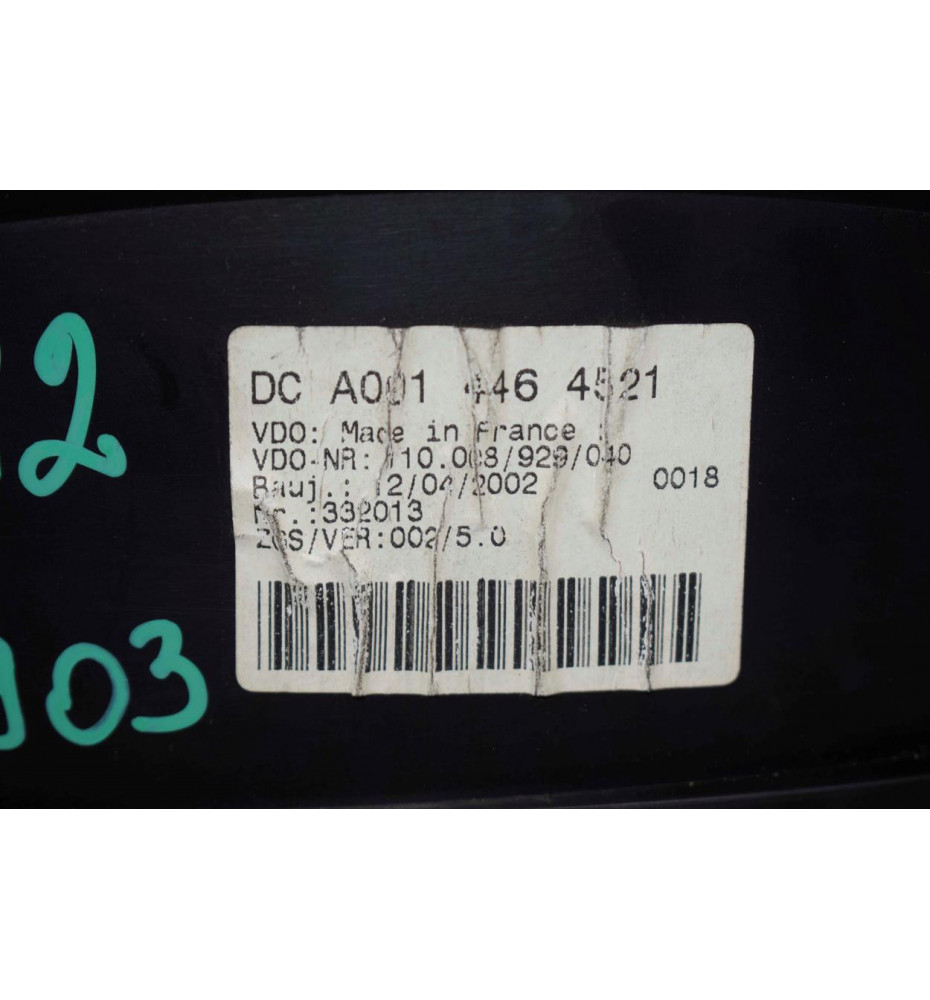 DC A001 446 4521
VDO: Made in France :
VDO-NR: 110.008/929/040
Bauj.: 12/04/2002 0018
Nr.:332013
ZGS/VER:002/5.0